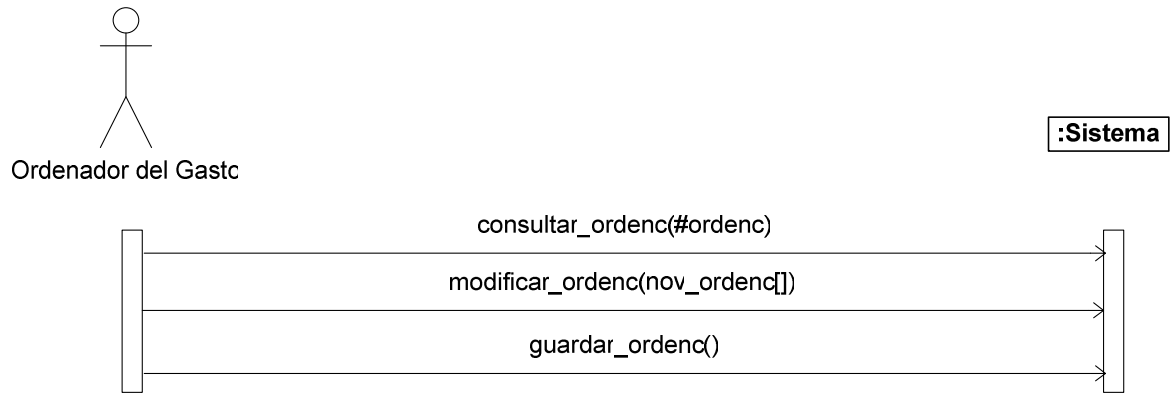 Ordenador del Gasto
:Sistema
consultar_ordenc(#ordenc)
modificar_ordenc(nov_ordenc[])
guardar_ordenc()